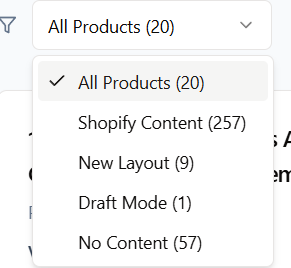 All Products (20)
All Products (20)
Shopify Content (257)
New Layout (9)
Draft Mode (1)
No Content (57)